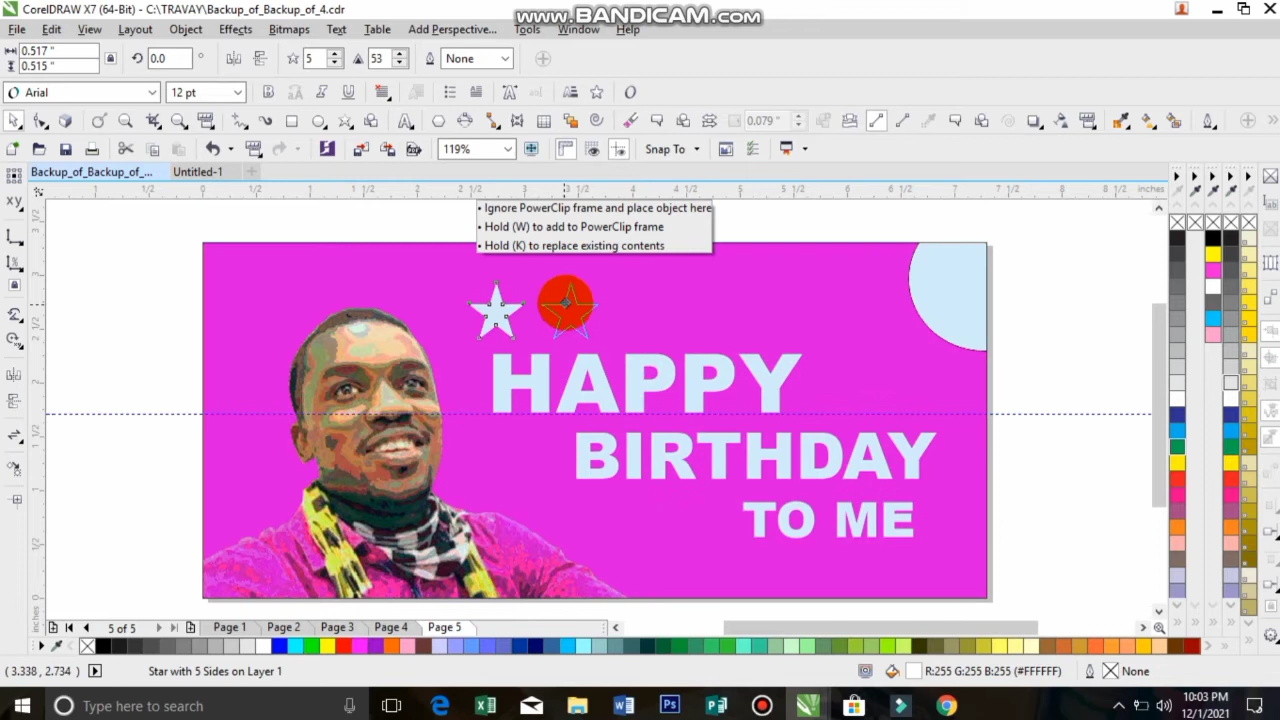 CorelDRAW X7 (64-Bit) - C:\TRAVAY\Backup_of_Backup_of_4.cdr
www.BANDICAM.com
File Edit View Layout Object Effects Bitmaps Text Table Add Perspective... Tools Window Help
0.517 "
0.515 "
0.0 °
5
53
None
Arial
12 pt
0.079 "
119%
Snap To
Backup_of_Backup_of_...
Untitled-1
inches
• Ignore PowerClip frame and place object here
• Hold (W) to add to PowerClip frame
• Hold (K) to replace existing contents
HAPPY
BIRTHDAY
TO ME
5 of 5
Page 1 Page 2 Page 3 Page 4 Page 5
( 3.338, 2.734 )
Star with 5 Sides on Layer 1
R:255 G:255 B:255 (#FFFFFF)
None
Type here to search
10:03 PM
12/1/2021